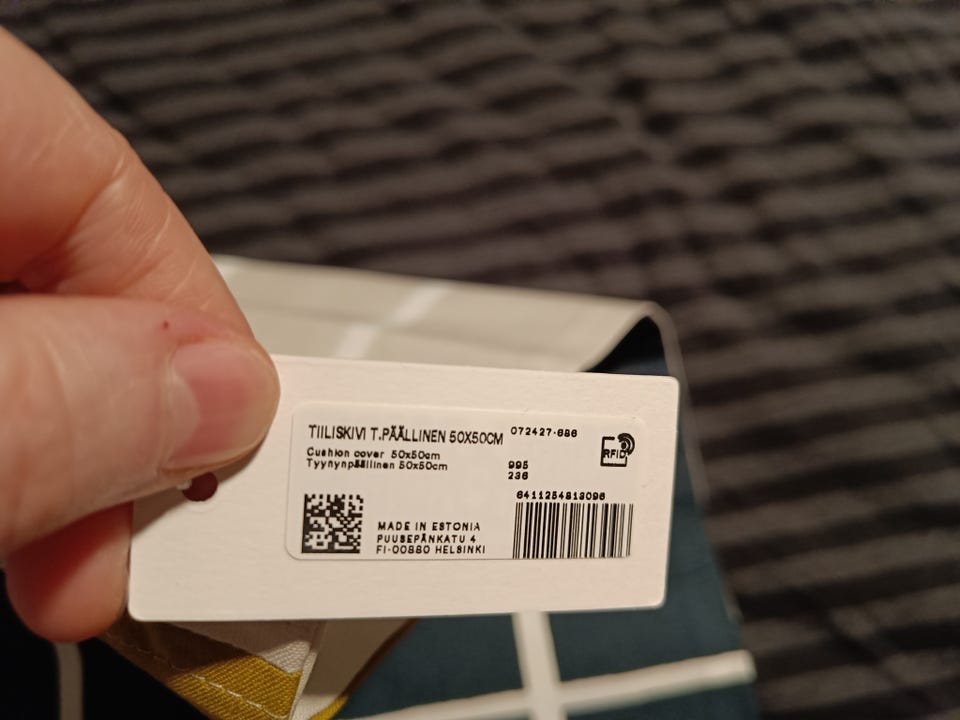 TIILISKIVI T.PÄÄLLINEN 50X50CM
072427-686
Cushion cover 50x50cm
Tyynynpäällinen 50x50cm
995
236
RFID
6411254813096
MADE IN ESTONIA
PUUSEPÄNKATU 4
FI-00880 HELSINKI